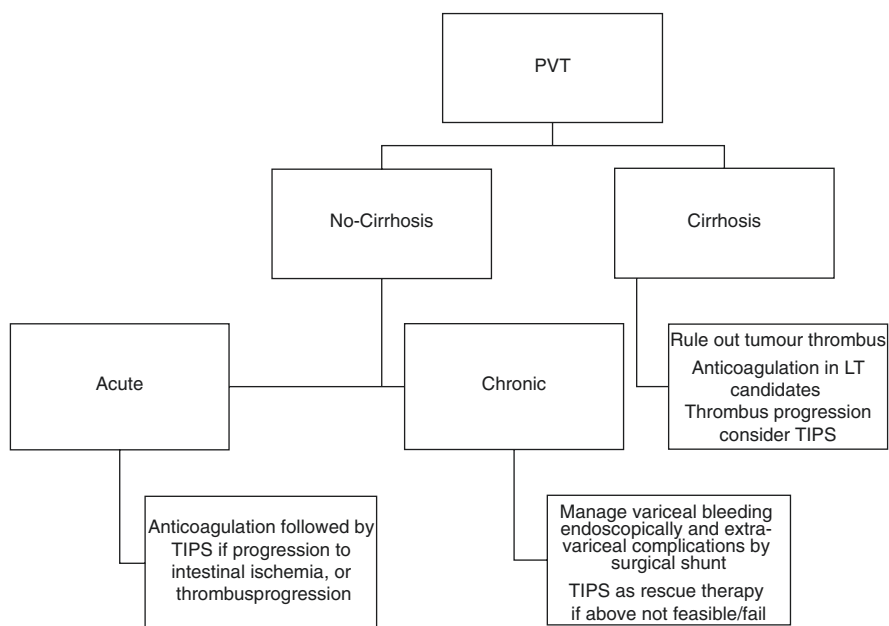 PVT
No-Cirrhosis
Cirrhosis
Acute
Chronic
Rule out tumour thrombus
Anticoagulation in LT
candidates
Thrombus progression
consider TIPS
Anticoagulation followed by
TIPS if progression to
intestinal ischemia, or
thrombusprogression
Manage variceal bleeding
endoscopically and extra-
variceal complications by
surgical shunt
TIPS as rescue therapy
if above not feasible/fail